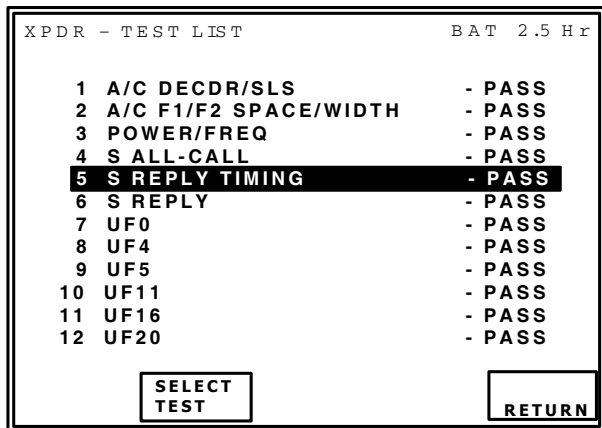 XPDR - TEST LIST BAT 2.5 Hr
1 A/C DECDR/SLS - PASS
2 A/C F1/F2 SPACE/WIDTH - PASS
3 POWER/FREQ - PASS
4 S ALL-CALL - PASS
5 S REPLY TIMING - PASS
6 S REPLY - PASS
7 UF0 - PASS
8 UF4 - PASS
9 UF5 - PASS
10 UF11 - PASS
11 UF16 - PASS
12 UF20 - PASS
SELECT
TEST
RETURN